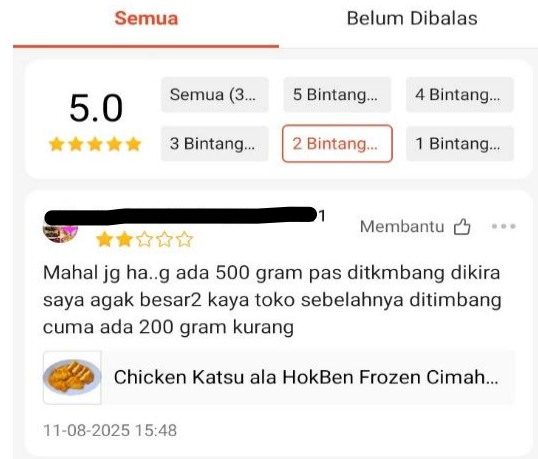 Semua
Belum Dibalas
5.0
Semua (3...
5 Bintang...
4 Bintang...
3 Bintang...
2 Bintang...
1 Bintang...
1
Membantu
Mahal jg ha..g ada 500 gram pas ditkmbang dikira
saya agak besar2 kaya toko sebelahnya ditimbang
cuma ada 200 gram kurang
Chicken Katsu ala HokBen Frozen Cimah...
11-08-2025 15:48